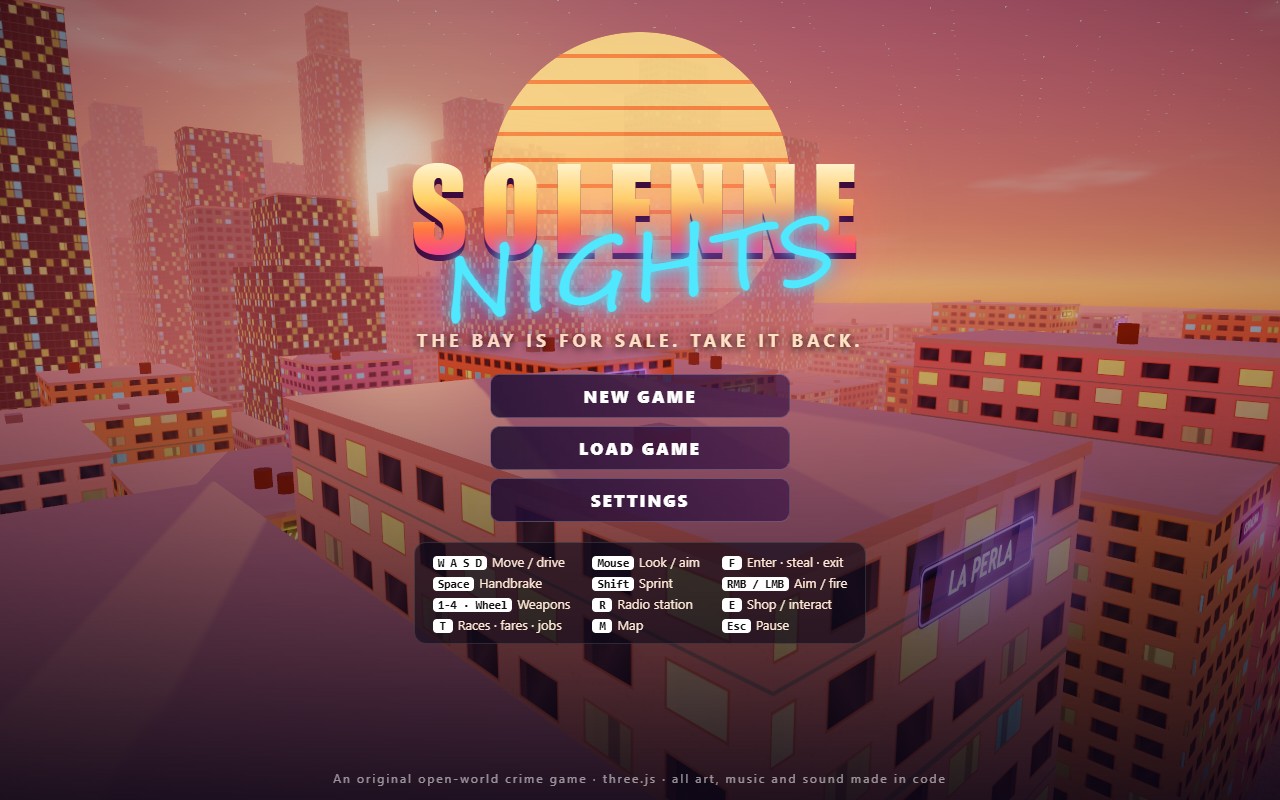 SOLENNE
NIGHTS
THE BAY IS FOR SALE. TAKE IT BACK.
NEW GAME
LOAD GAME
SETTINGS
W A S D Move / drive Mouse Look / aim F Enter · steal · exit
Space Handbrake Shift Sprint RMB / LMB Aim / fire
1-4 · Wheel Weapons R Radio station E Shop / interact
T Races · fares · jobs M Map Esc Pause
LA PERLA
An original open-world crime game · three.js · all art, music and sound made in code